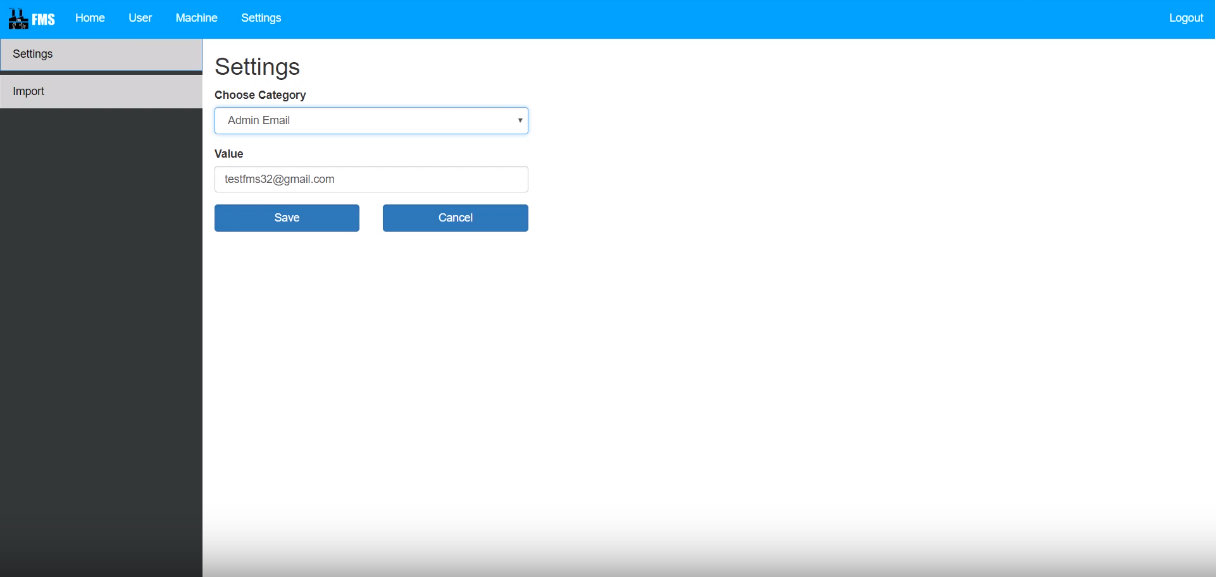 FMS Home User Machine Settings Logout
Settings
Import
Settings
Choose Category
Admin Email
Value
testfms32@gmail.com
Save Cancel